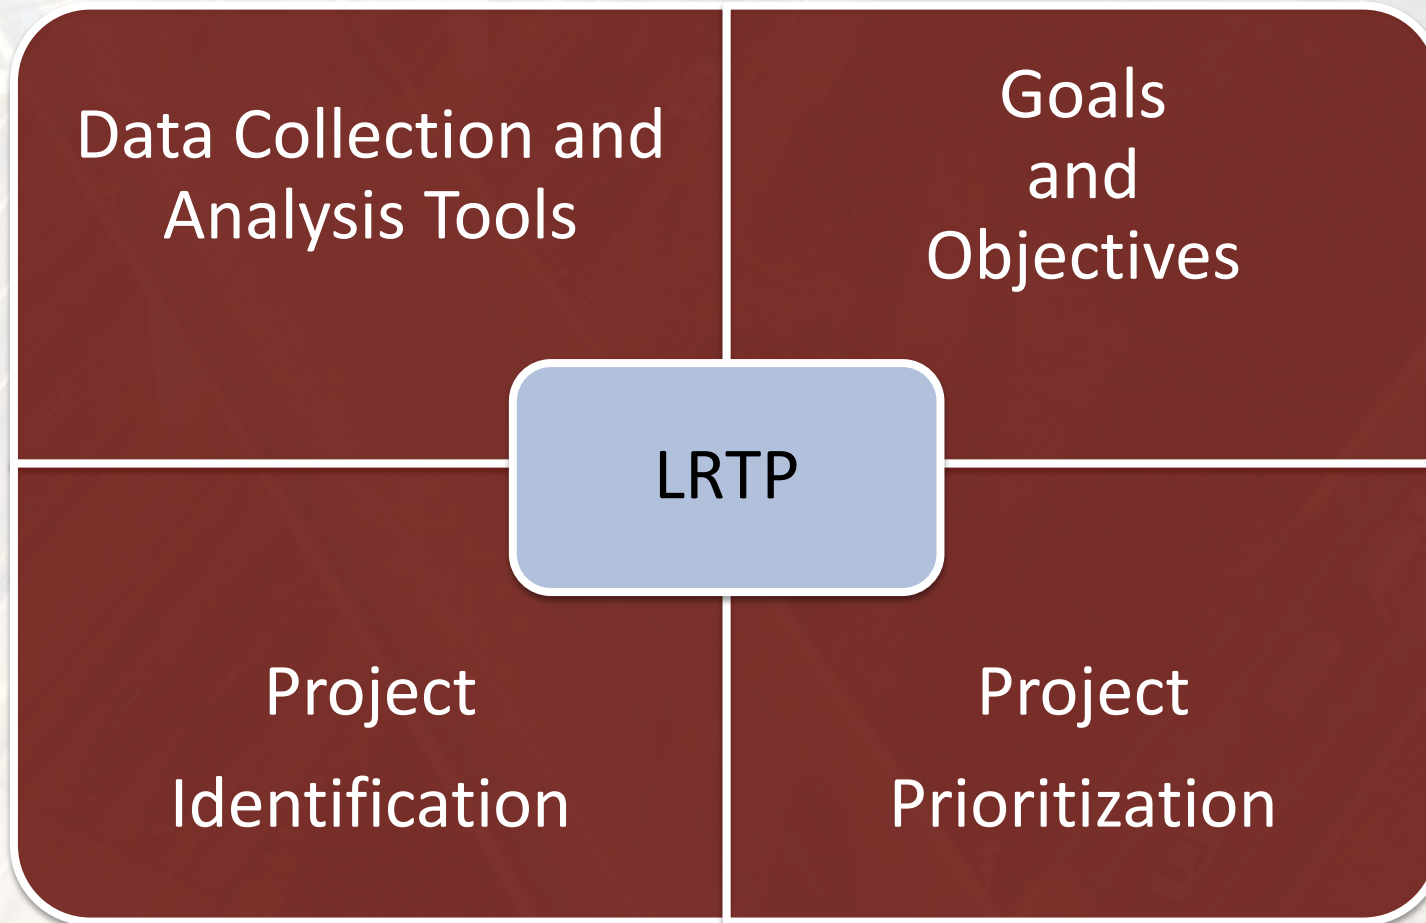 Data Collection and
Analysis Tools
Goals
and
Objectives
LRTP
Project
Identification
Project
Prioritization